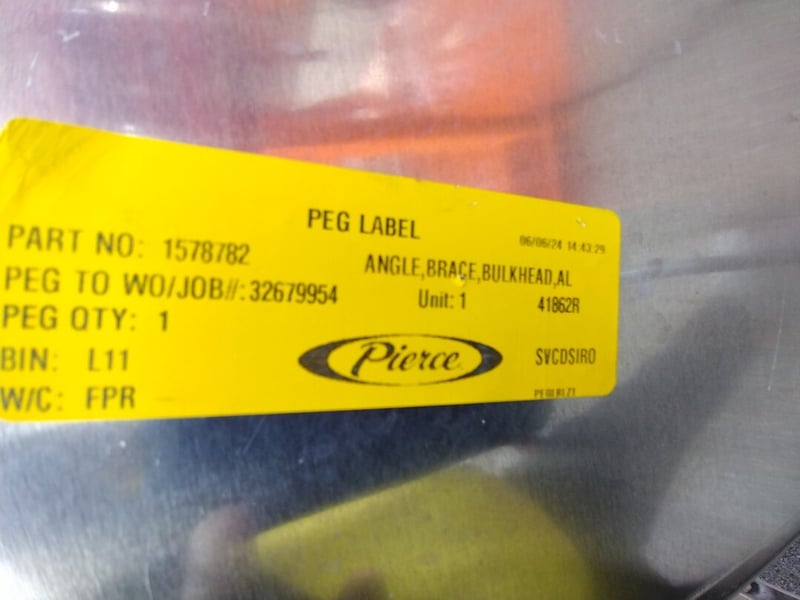 PEG LABEL
06/06/24 14:43:29
PART NO: 1578782
ANGLE,BRACE,BULKHEAD,AL
PEG TO WO/JOB#: 32679954
Unit: 1 41862R
PEG QTY: 1
BIN: L11
Pierce
SVCDSIRO
W/C: FPR